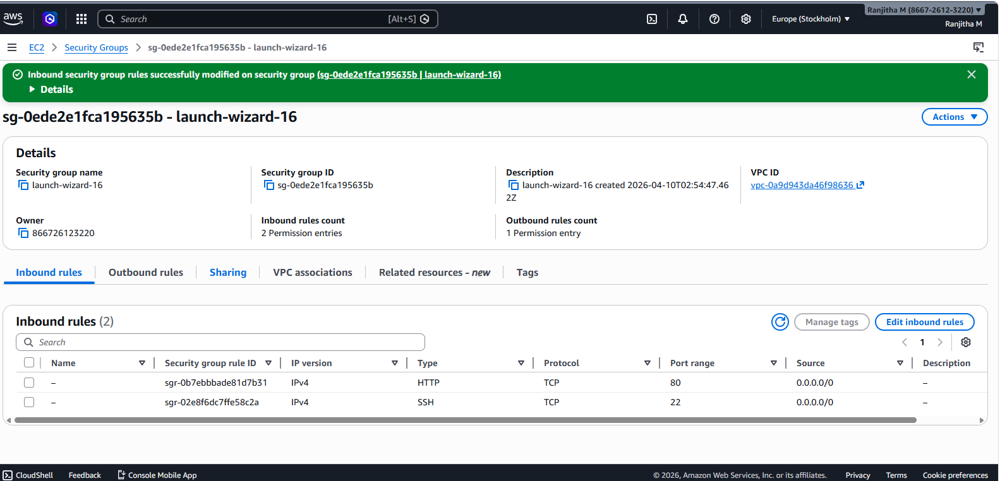 aws
Search [Alt+S]
Europe (Stockholm)
Ranjitha M (8667-2612-3220)
Ranjitha M
EC2 Security Groups sg-0ede2e1fca195635b - launch-wizard-16
Inbound security group rules successfully modified on security group (sg-0ede2e1fca195635b | launch-wizard-16)
Details
sg-0ede2e1fca195635b - launch-wizard-16
Actions
Details
Security group name
launch-wizard-16
Security group ID
sg-0ede2e1fca195635b
Description
launch-wizard-16 created 2026-04-10T02:54:47.46
2Z
VPC ID
vpc-0a9d943da46f98636
Owner
866726123220
Inbound rules count
2 Permission entries
Outbound rules count
1 Permission entry
Inbound rules Outbound rules Sharing VPC associations Related resources - new Tags
Inbound rules (2)
Manage tags Edit inbound rules
Search
1
Name Security group rule ID IP version Type Protocol Port range Source Description
– sgr-0b7ebbbade81d7b31 IPv4 HTTP TCP 80 0.0.0.0/0 –
– sgr-02e8f6dc7ffe58c2a IPv4 SSH TCP 22 0.0.0.0/0 –
CloudShell Feedback Console Mobile App © 2026, Amazon Web Services, Inc. or its affiliates. Privacy Terms Cookie preferences